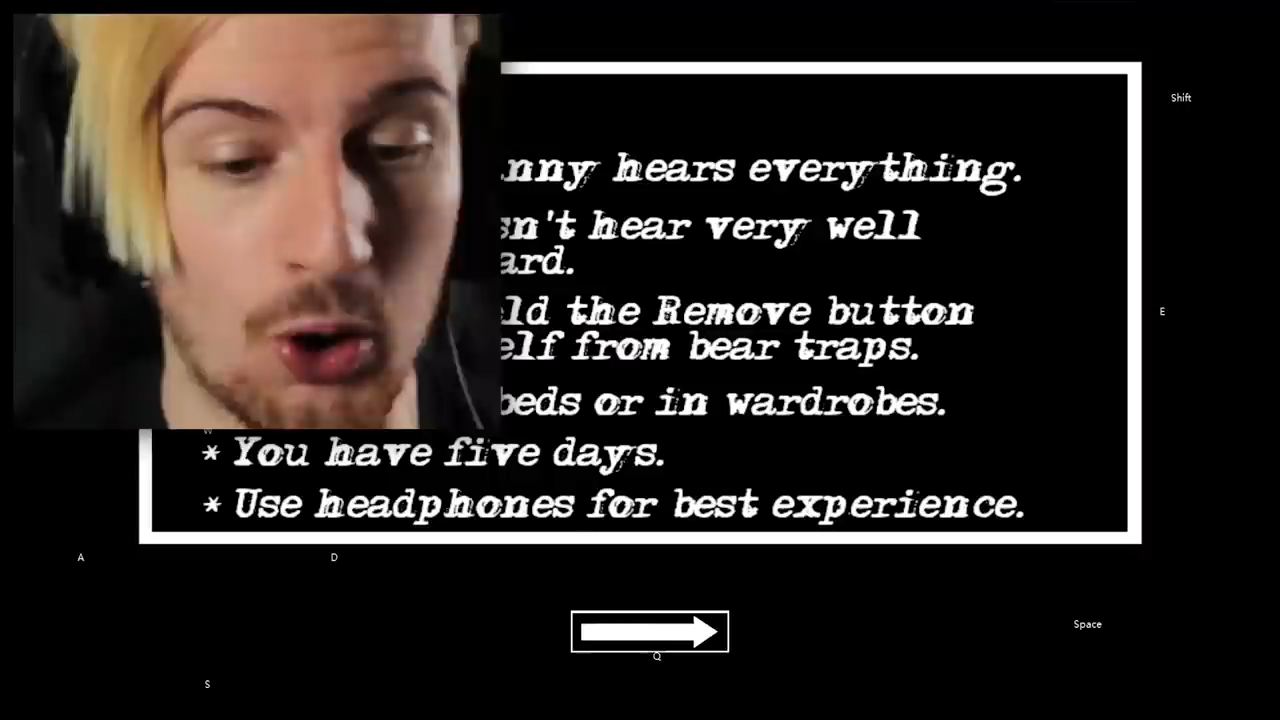 Shift
nny hears everything.
sn't hear very well
ard.
E
ld the Remove button
elf from bear traps.
beds or in wardrobes.
W
* You have five days.
* Use headphones for best experience.
A
D
Space
Q
S